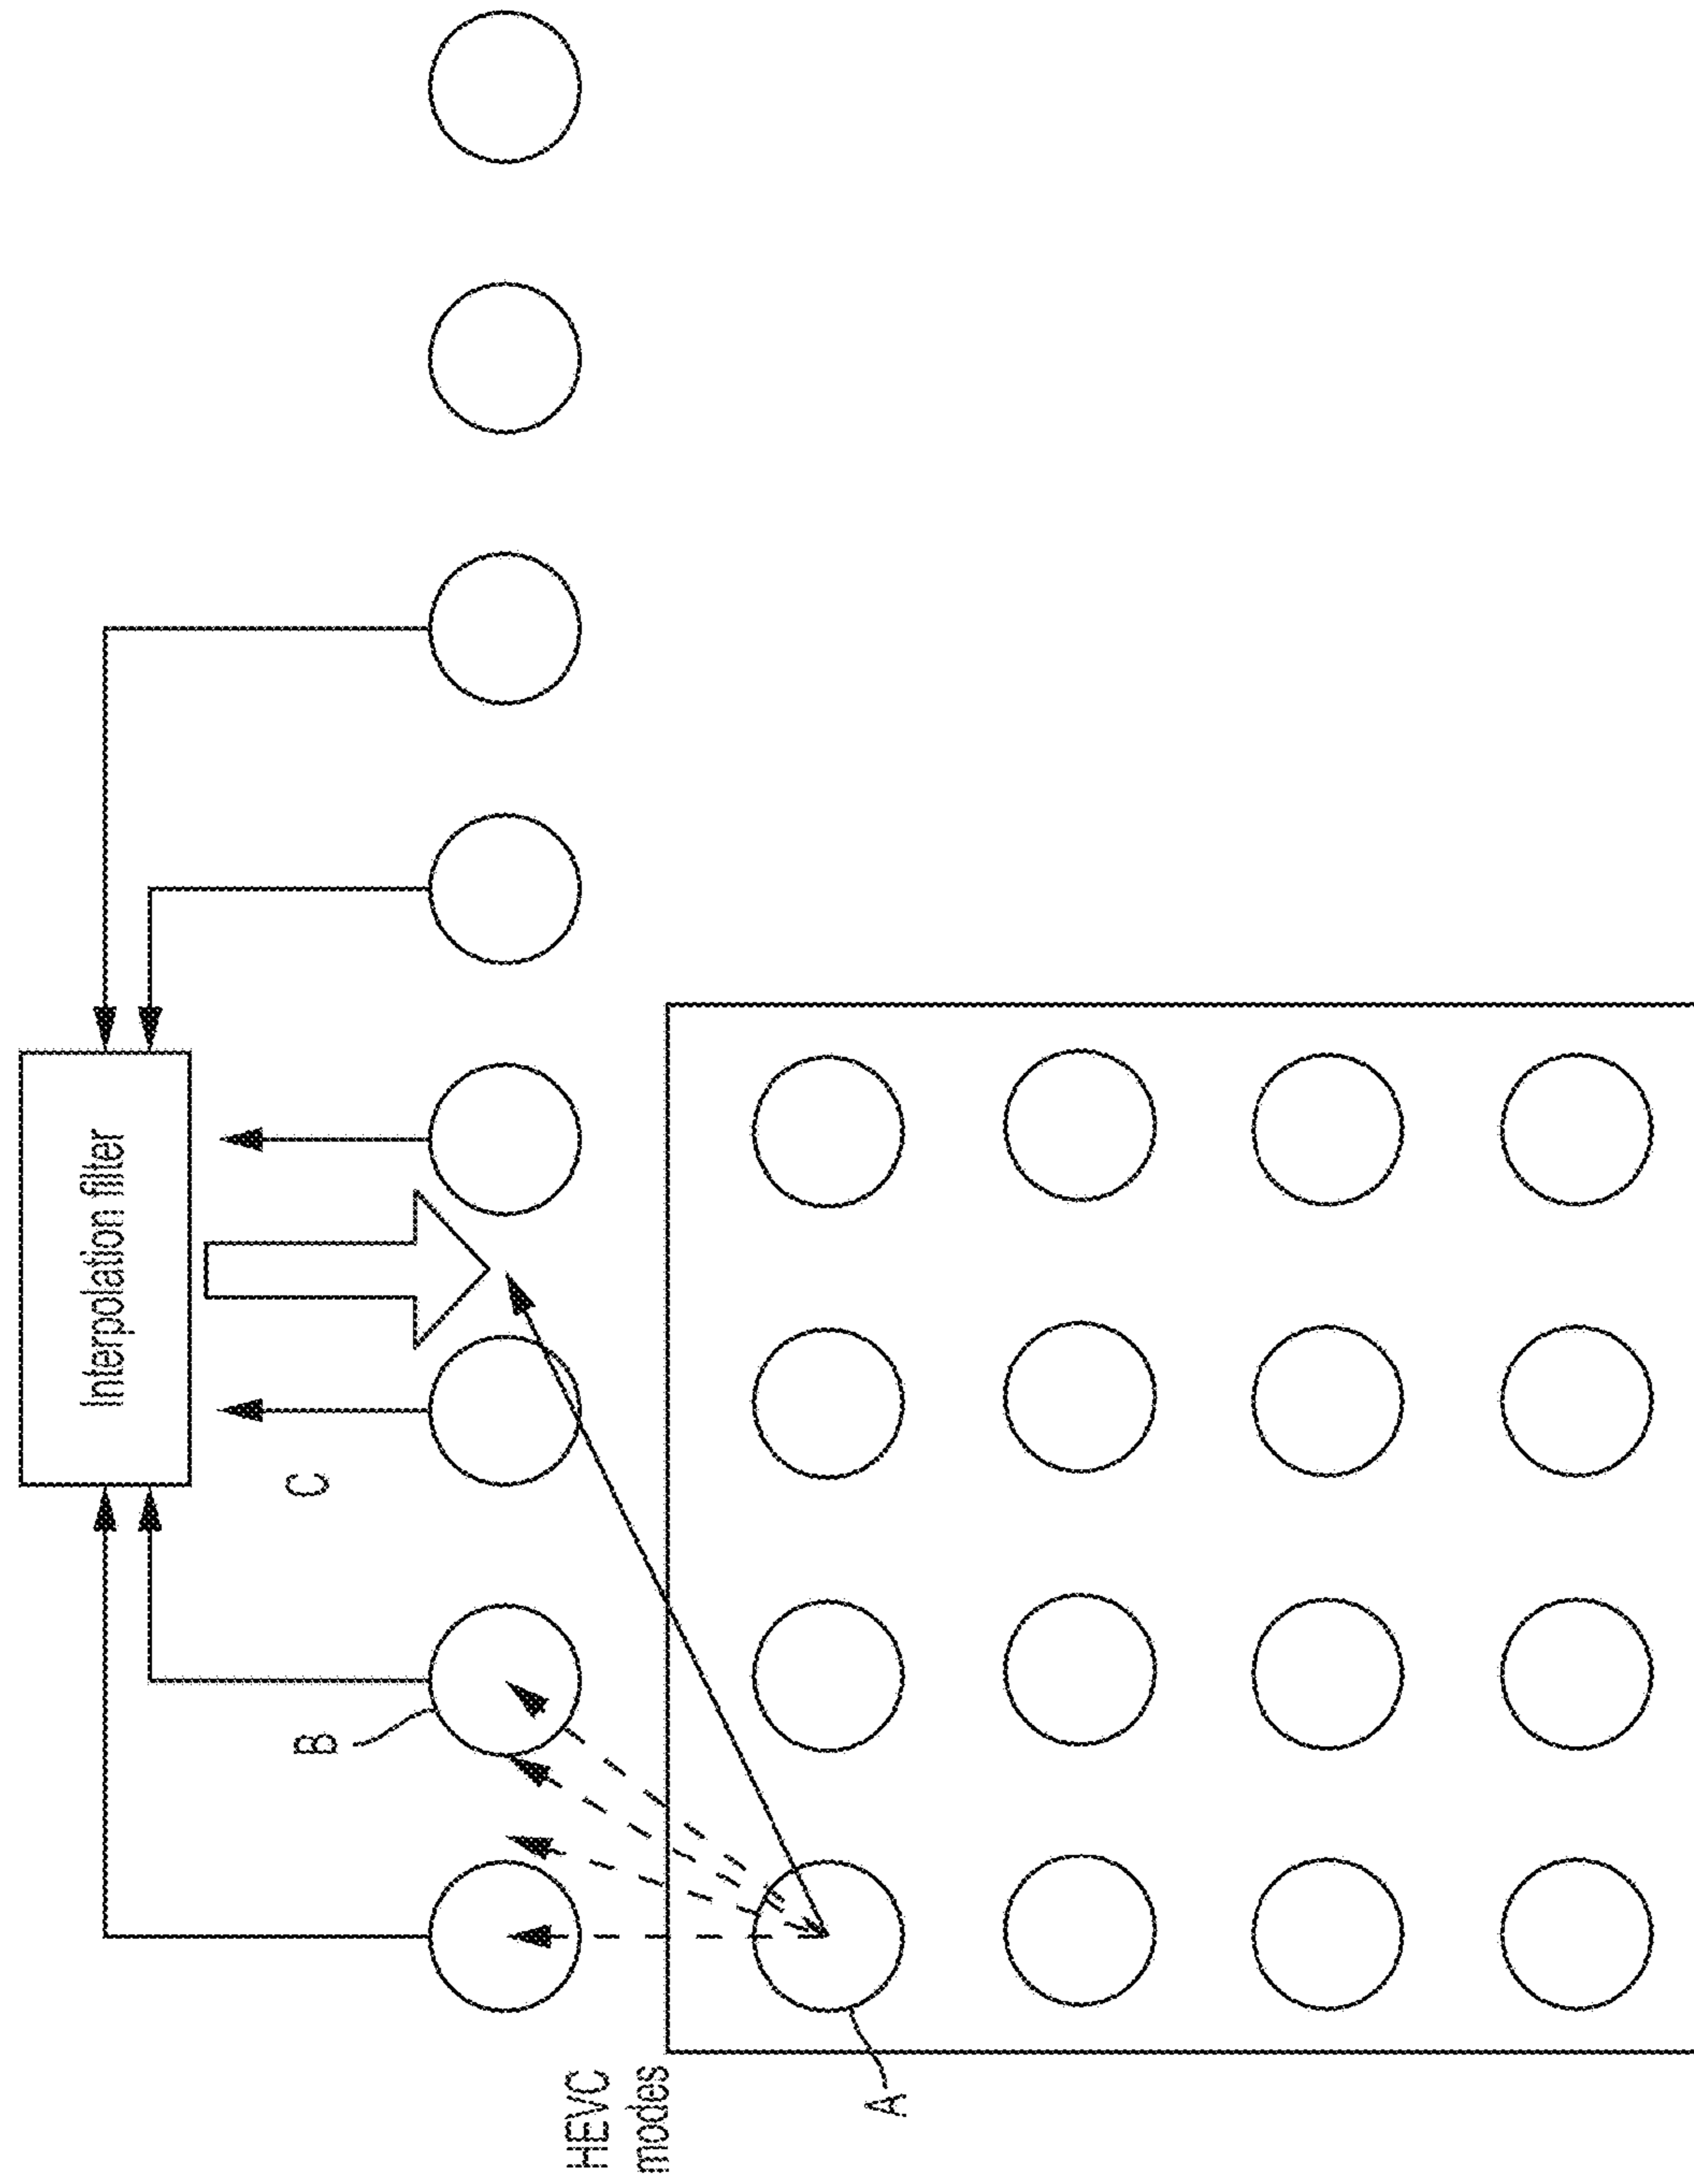 Interpolation filter
C
B
HEVC
modes
A